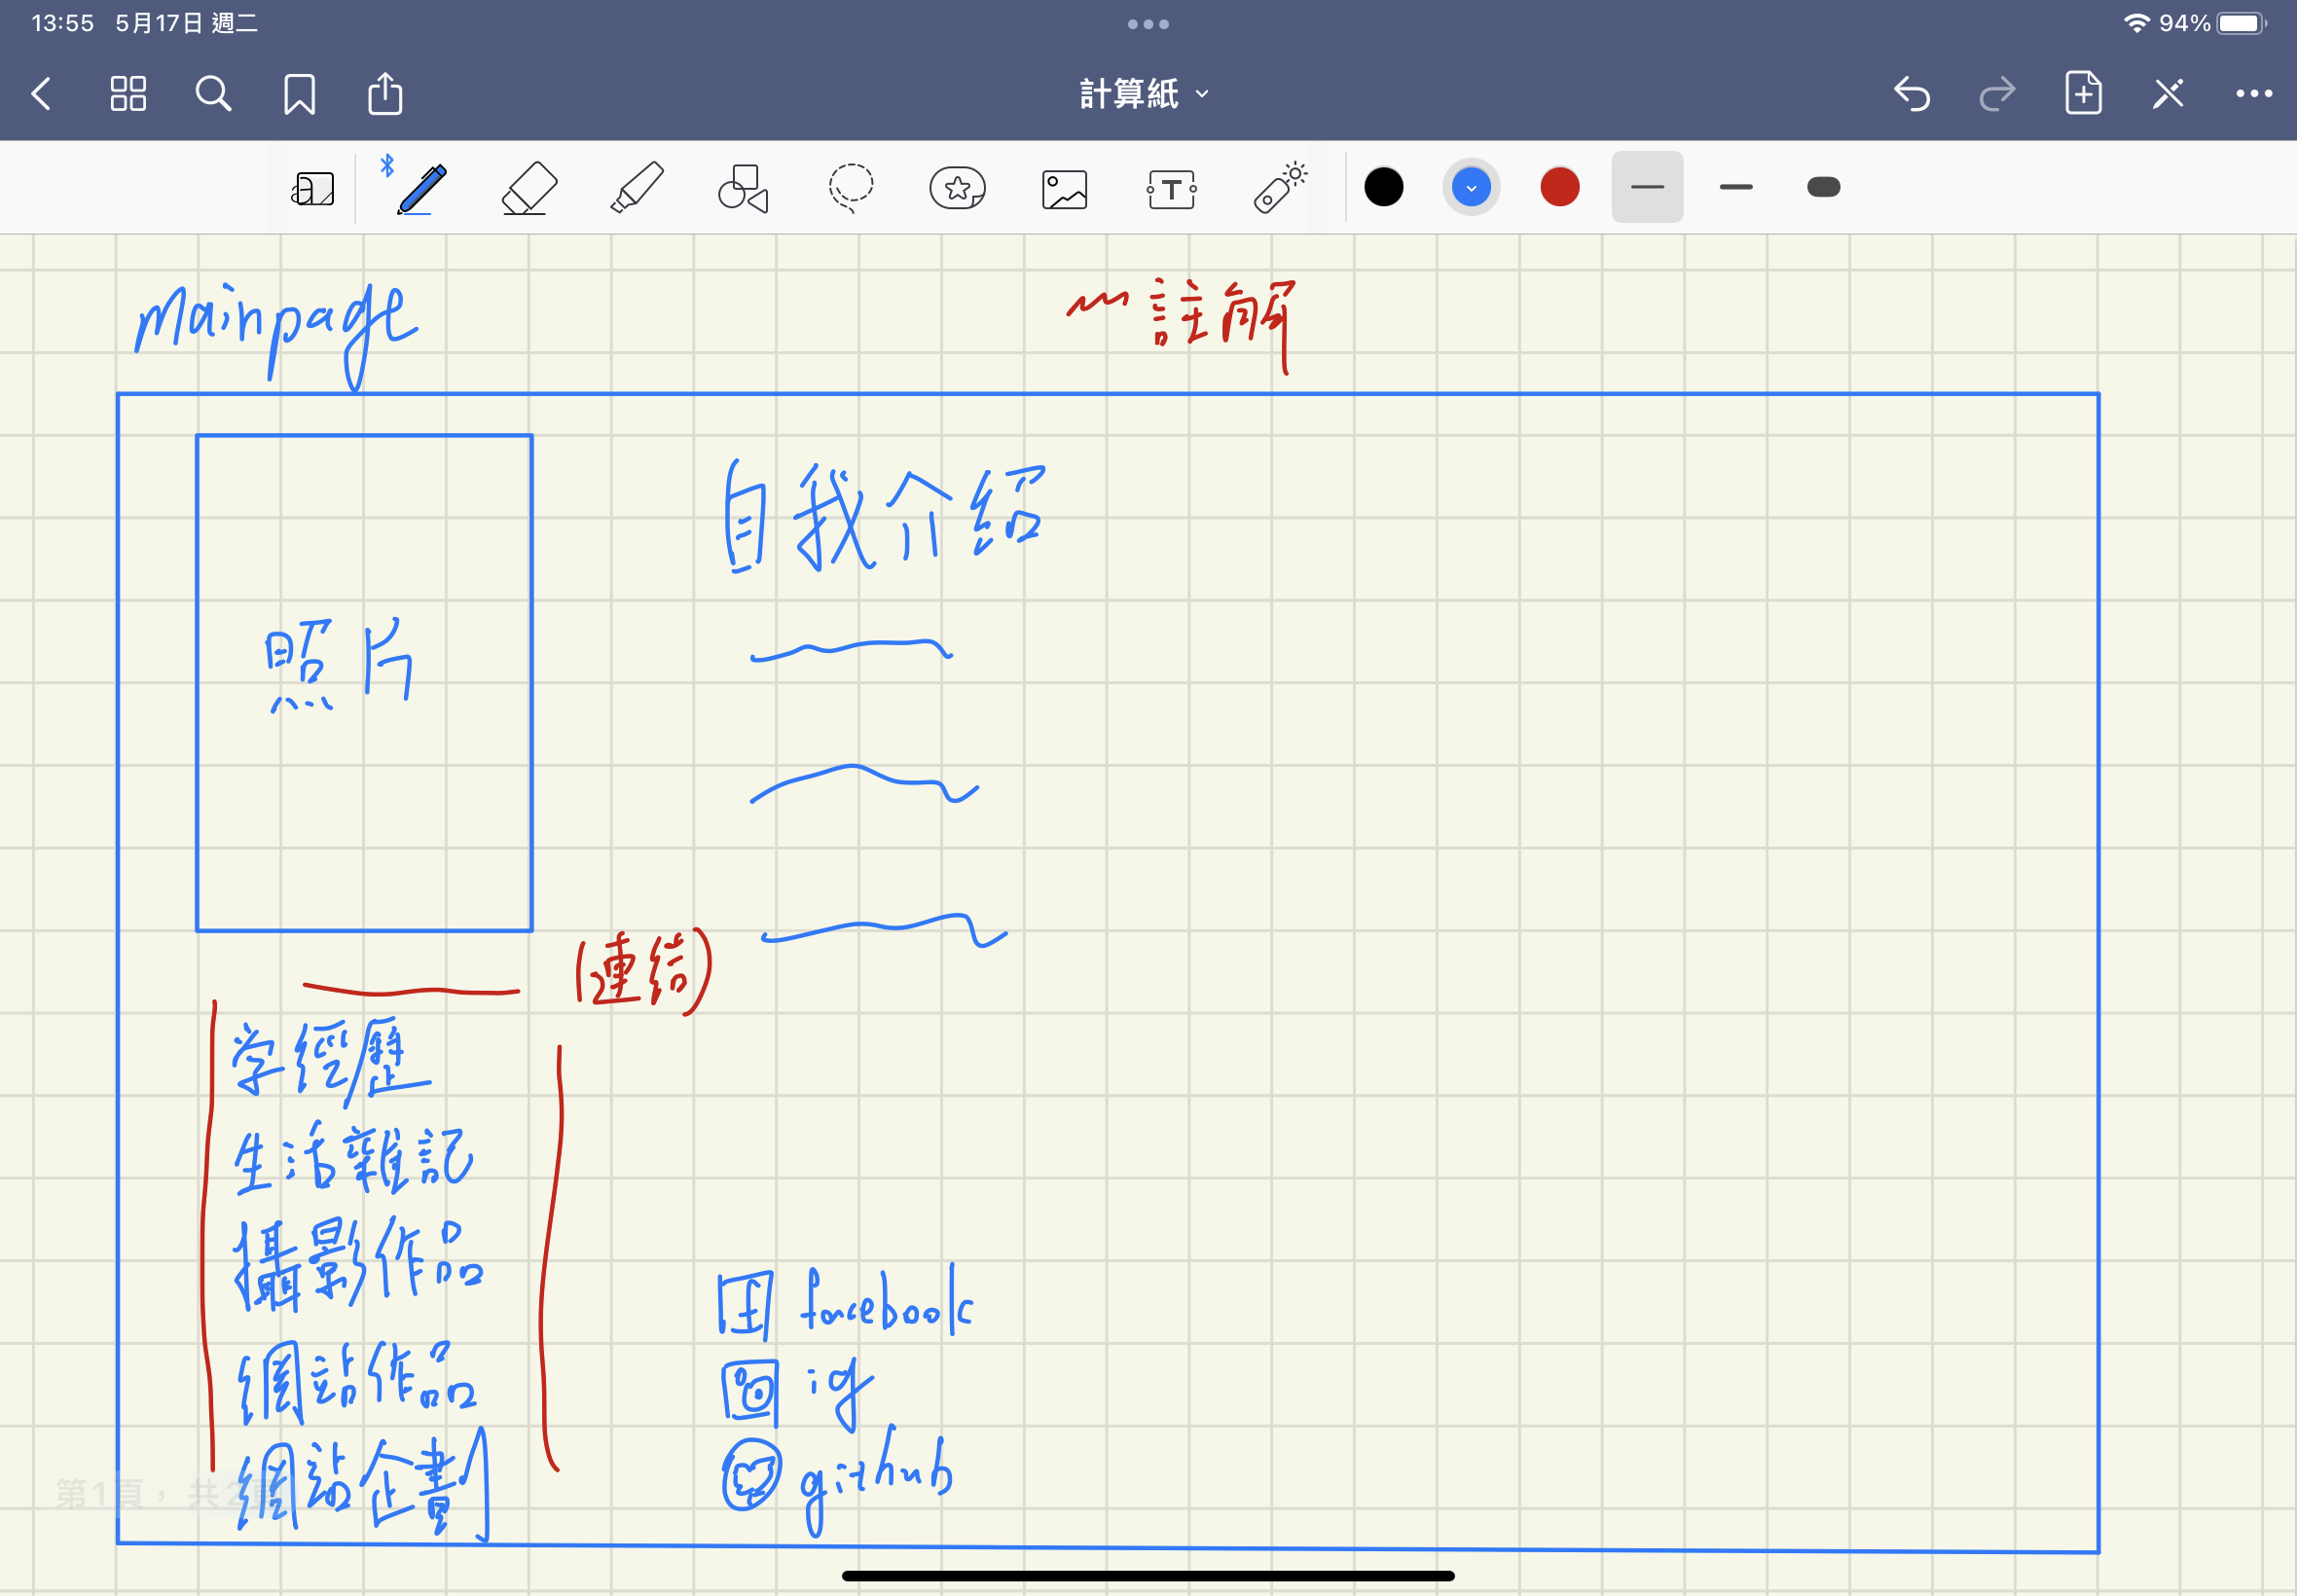 13:55 5月17日 週二
94%
計算紙
T
Mainpage
註解
自我介紹
照片
(連結)
学經歷
生活雜記
攝影作品
網站作品
網站企畫
facebook
ig
github
第1頁，共2頁